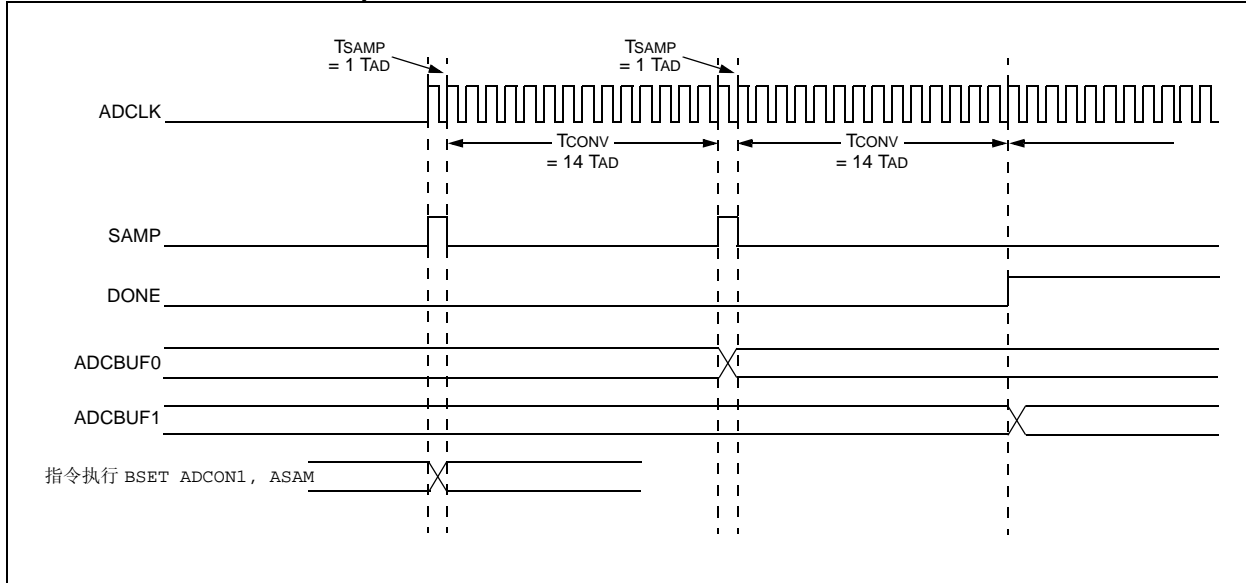 TSAMP
= 1 TAD
TSAMP
= 1 TAD
ADCLK
TCONV
= 14 TAD
TCONV
= 14 TAD
SAMP
DONE
ADCBUF0
ADCBUF1
指令执行 BSET ADCON1, ASAM